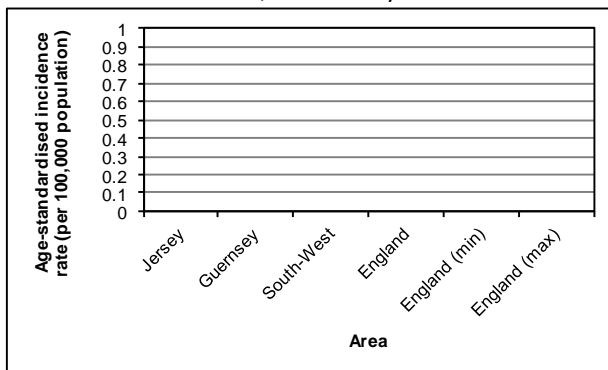 Age-standardised incidence
rate (per 100,000 population)
1
0.9
0.8
0.7
0.6
0.5
0.4
0.3
0.2
0.1
0
Jersey
Guernsey
South-West
England
England (min)
England (max)
Area